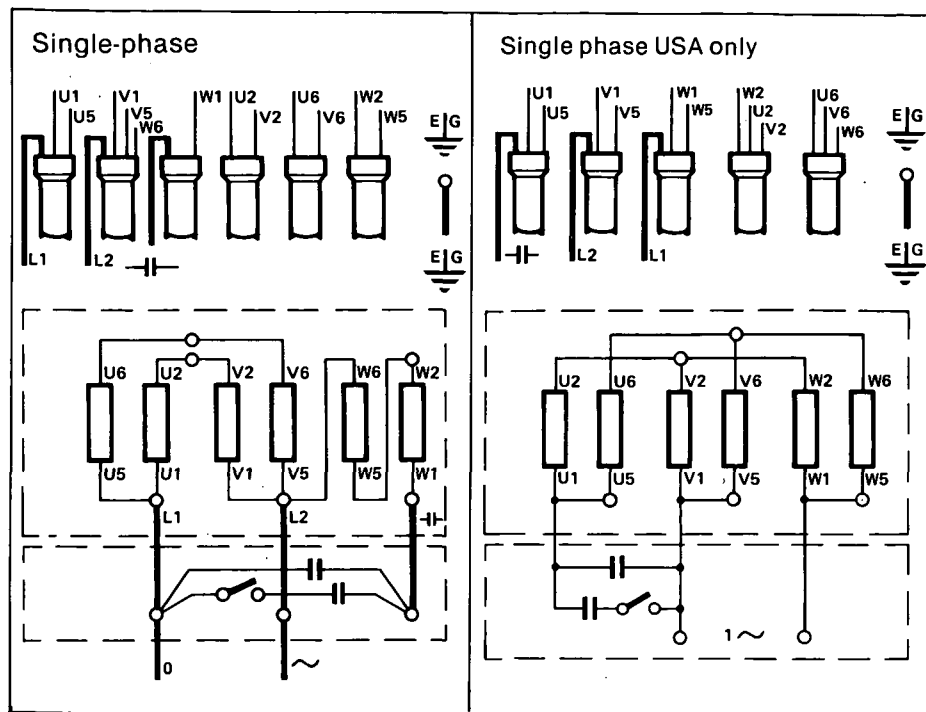 Single-phase
U1 V1 W1 U2 U6 W2
U5 V5 V2 V6 W5
W6
E G
E G
L1 L2
U6 U2 V2 V6 W6 W2
U5 U1 V1 V5 W5 W1
L1 L2
0 ~
Single phase USA only
U1 V1 W1 W2 U6
U5 V5 W5 U2 V6
V2 W6
E G
E G
L2 L1
U2 U6 V2 V6 W2 W6
U1 U5 V1 V5 W1 W5
1~